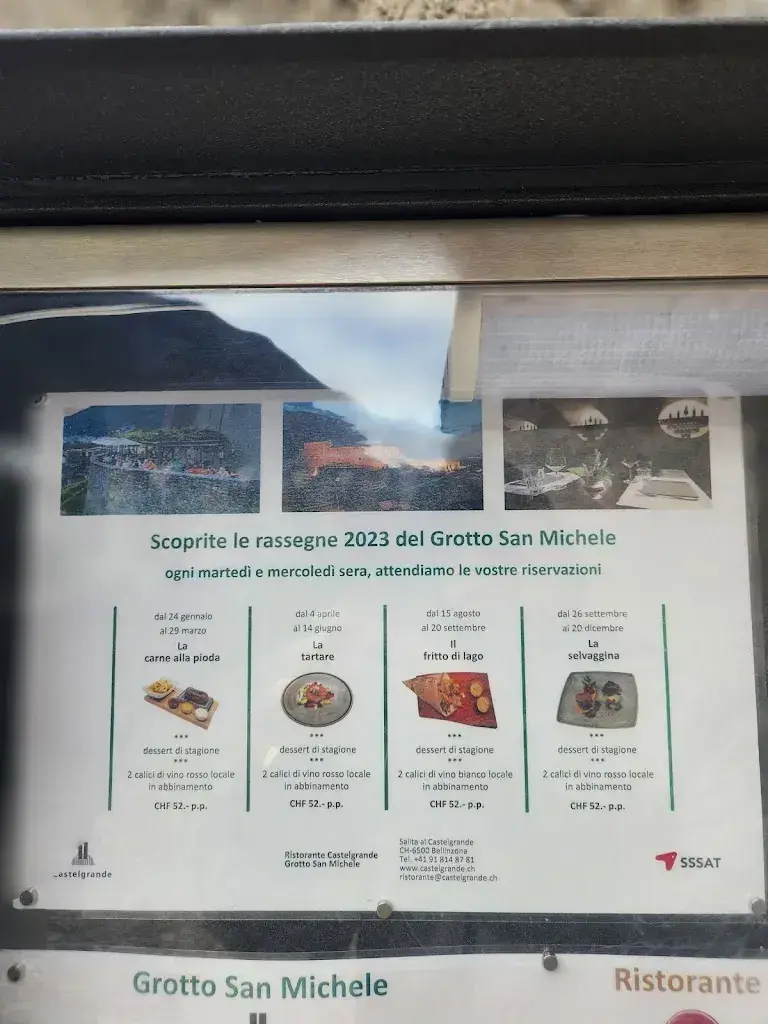 Scoprite le rassegne 2023 del Grotto San Michele
ogni martedì e mercoledì sera, attendiamo le vostre riservazioni
dal 24 gennaio
al 29 marzo
La
carne alla pioda
***
dessert di stagione
***
2 calici di vino rosso locale
in abbinamento
CHF 52.- p.p.
dal 4 aprile
al 14 giugno
La
tartare
***
dessert di stagione
***
2 calici di vino rosso locale
in abbinamento
CHF 52.- p.p.
dal 15 agosto
al 20 settembre
Il
fritto di lago
***
dessert di stagione
***
2 calici di vino bianco locale
in abbinamento
CHF 52.- p.p.
dal 26 settembre
al 20 dicembre
La
selvaggina
***
dessert di stagione
***
2 calici di vino rosso locale
in abbinamento
CHF 52.- p.p.
Castelgrande
Ristorante Castelgrande
Grotto San Michele
Salita al Castelgrande
CH-6500 Bellinzona
Tel. +41 91 814 87 81
www.castelgrande.ch
ristorante@castelgrande.ch
SSSAT
Grotto San Michele
Ristorante